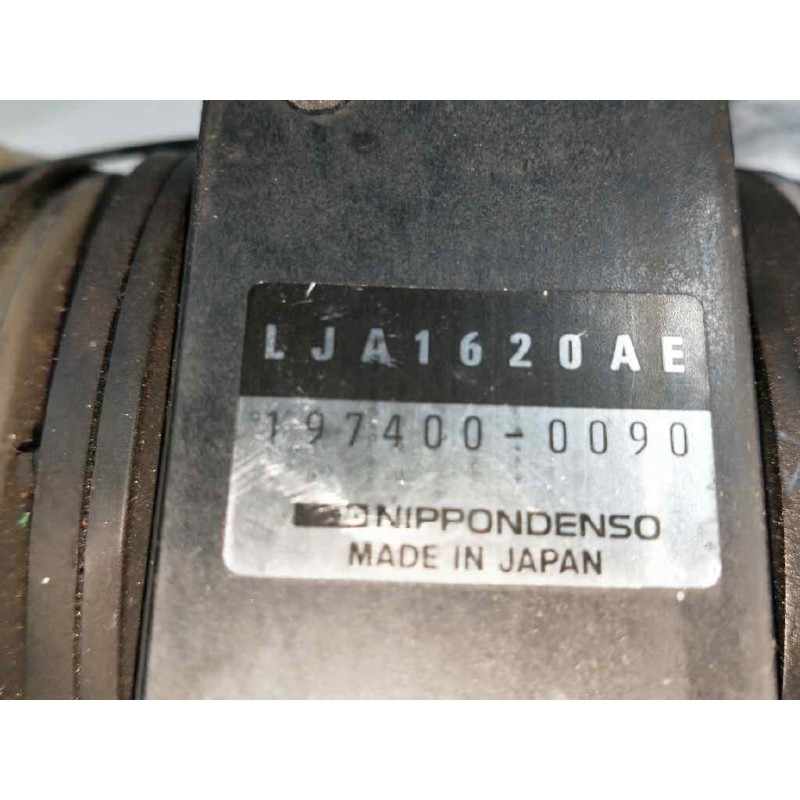 LJA1620AE
197400-0090
NIPPONDENSO
MADE IN JAPAN